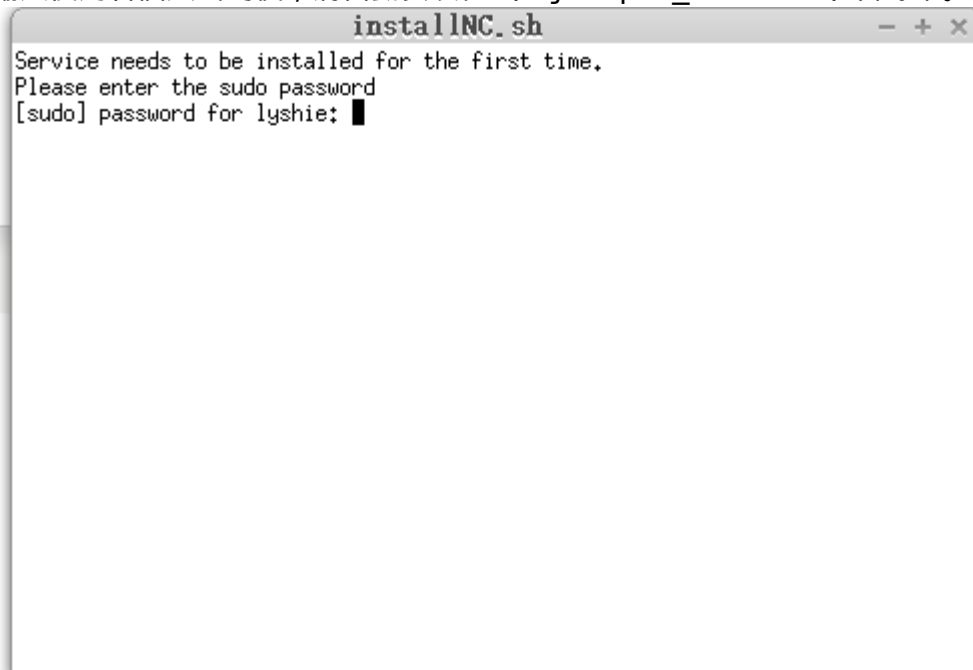 installNC.sh
Service needs to be installed for the first time.
Please enter the sudo password
[sudo] password for lyshie: